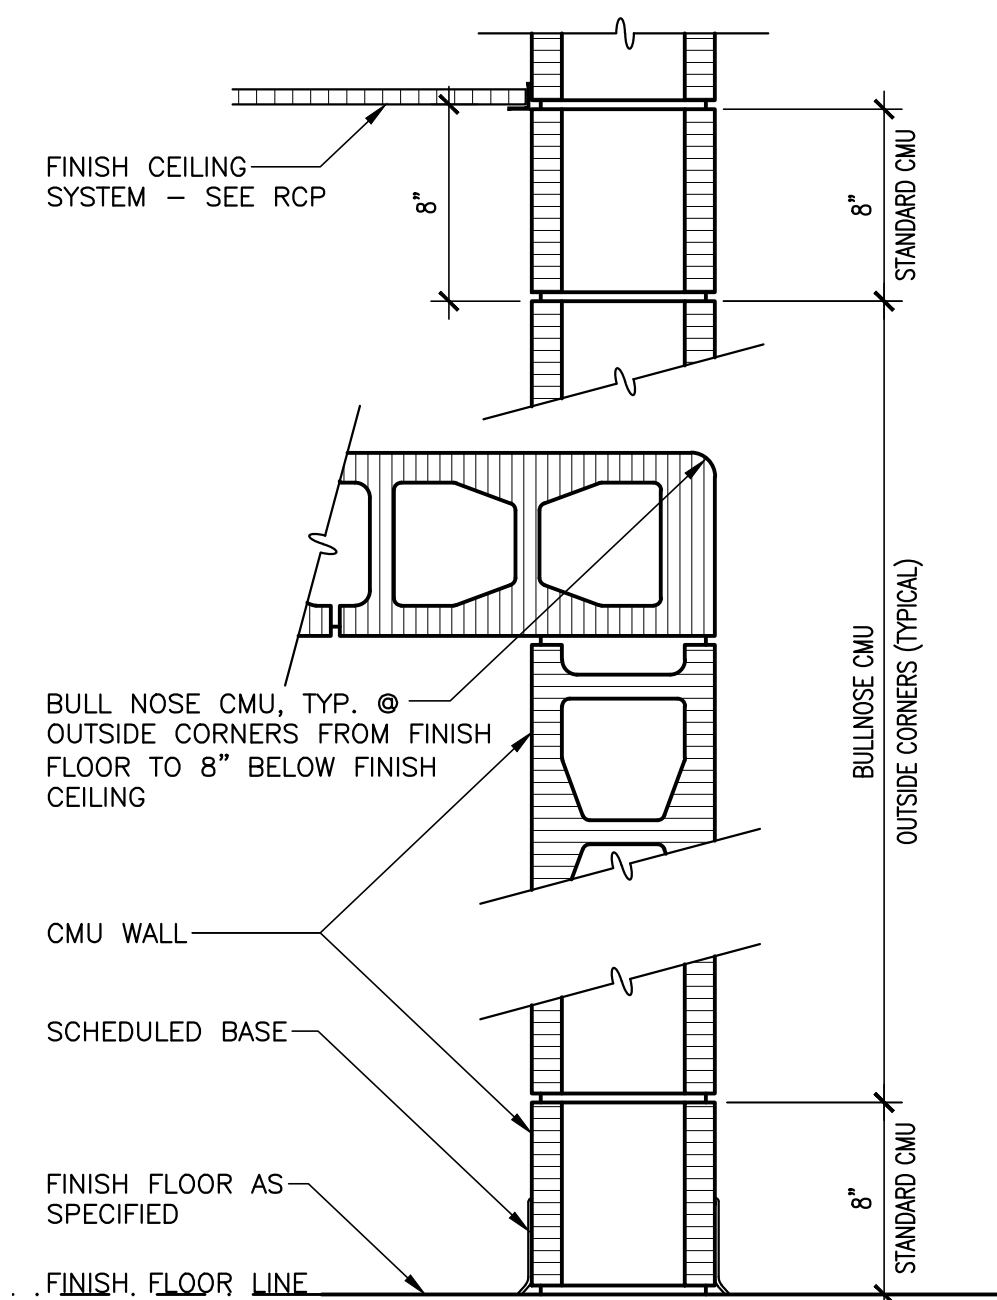 FINISH CEILING
SYSTEM – SEE RCP
8"
8"
STANDARD CMU
BULL NOSE CMU, TYP. @
OUTSIDE CORNERS FROM FINISH
FLOOR TO 8" BELOW FINISH
CEILING
BULLNOSE CMU
OUTSIDE CORNERS (TYPICAL)
CMU WALL
SCHEDULED BASE
FINISH FLOOR AS
SPECIFIED
8"
STANDARD CMU
FINISH FLOOR LINE